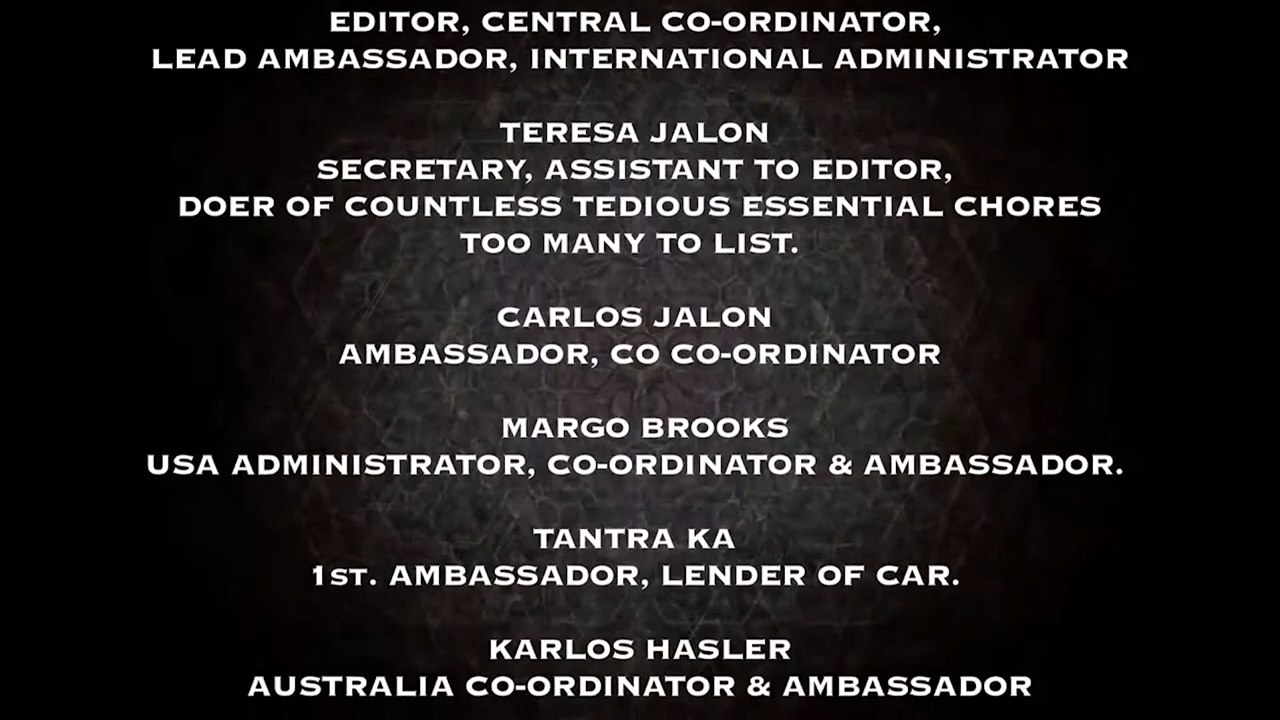 EDITOR, CENTRAL CO-ORDINATOR,
LEAD AMBASSADOR, INTERNATIONAL ADMINISTRATOR
TERESA JALON
SECRETARY, ASSISTANT TO EDITOR,
DOER OF COUNTLESS TEDIOUS ESSENTIAL CHORES
TOO MANY TO LIST.
CARLOS JALON
AMBASSADOR, CO CO-ORDINATOR
MARGO BROOKS
USA ADMINISTRATOR, CO-ORDINATOR & AMBASSADOR.
TANTRA KA
1ST. AMBASSADOR, LENDER OF CAR.
KARLOS HASLER
AUSTRALIA CO-ORDINATOR & AMBASSADOR